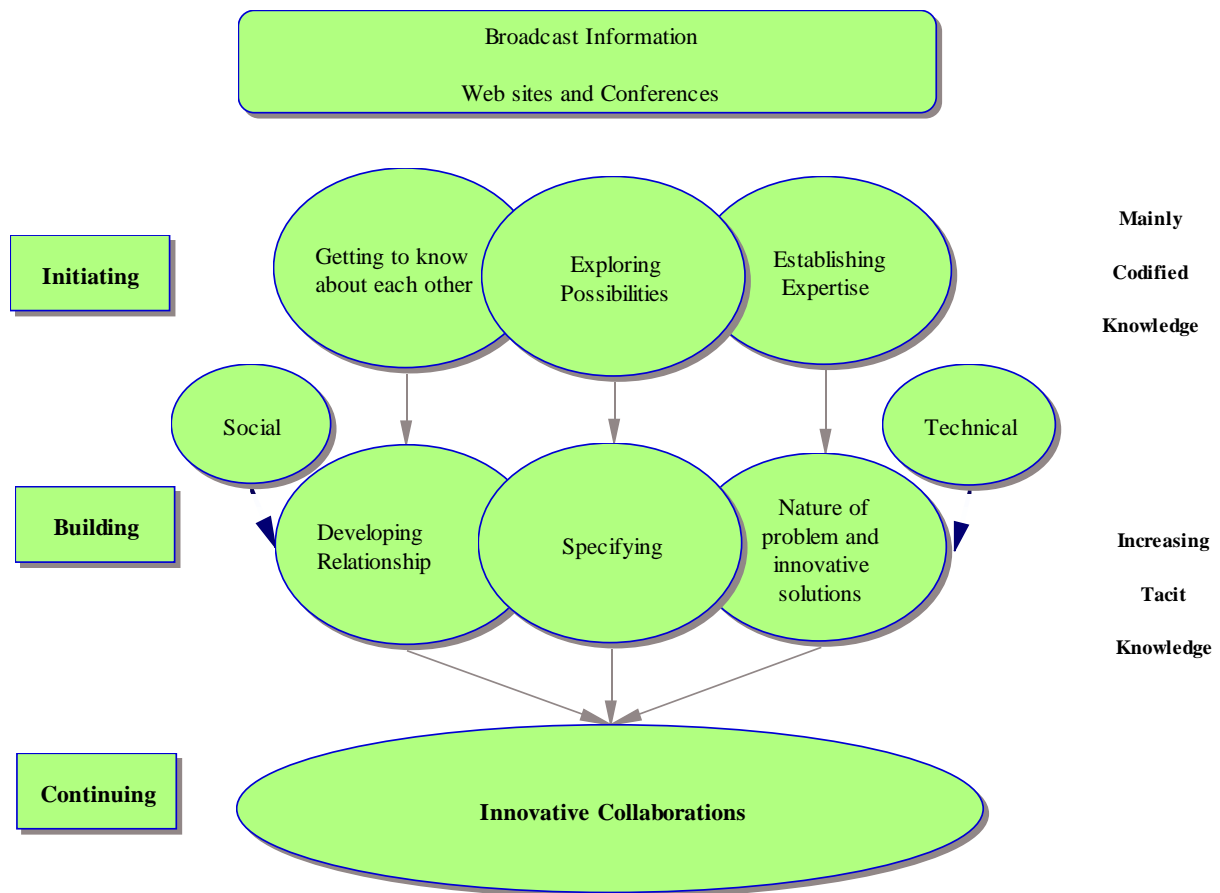 Broadcast Information
Web sites and Conferences
Initiating
Getting to know
about each other
Exploring
Possibilities
Establishing
Expertise
Mainly
Codified
Knowledge
Social
Technical
Building
Developing
Relationship
Specifying
Nature of
problem and
innovative
solutions
Increasing
Tacit
Knowledge
Continuing
Innovative Collaborations